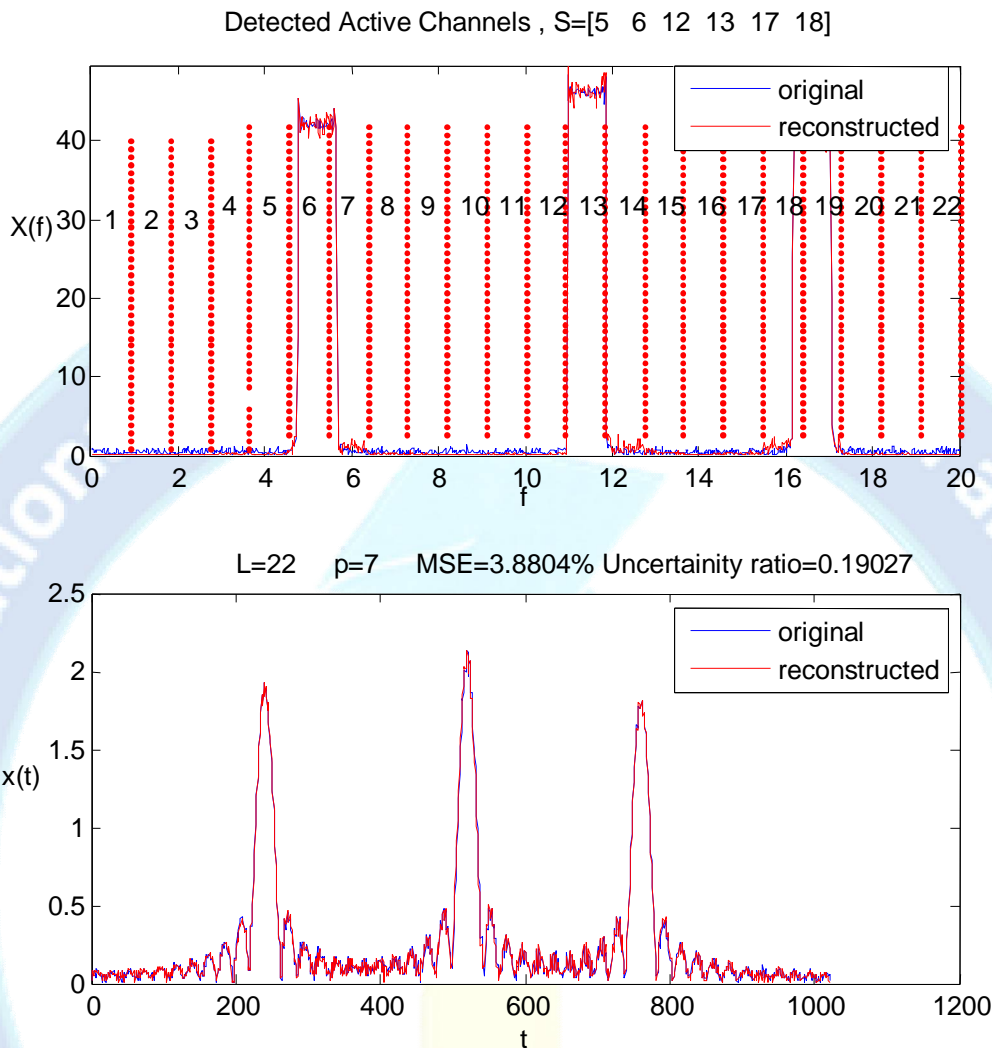 Detected Active Channels , S=[5 6 12 13 17 18]
original
reconstructed
40
30
20
10
0
X(f)
1 2 3 4 5 6 7 8 9 10 11 12 13 14 15 16 17 18 19 20 21 22
0 2 4 6 8 10 12 14 16 18 20
f
L=22 p=7 MSE=3.8804% Uncertainity ratio=0.19027
original
reconstructed
2.5
2
1.5
1
0.5
0
x(t)
0 200 400 600 800 1000 1200
t